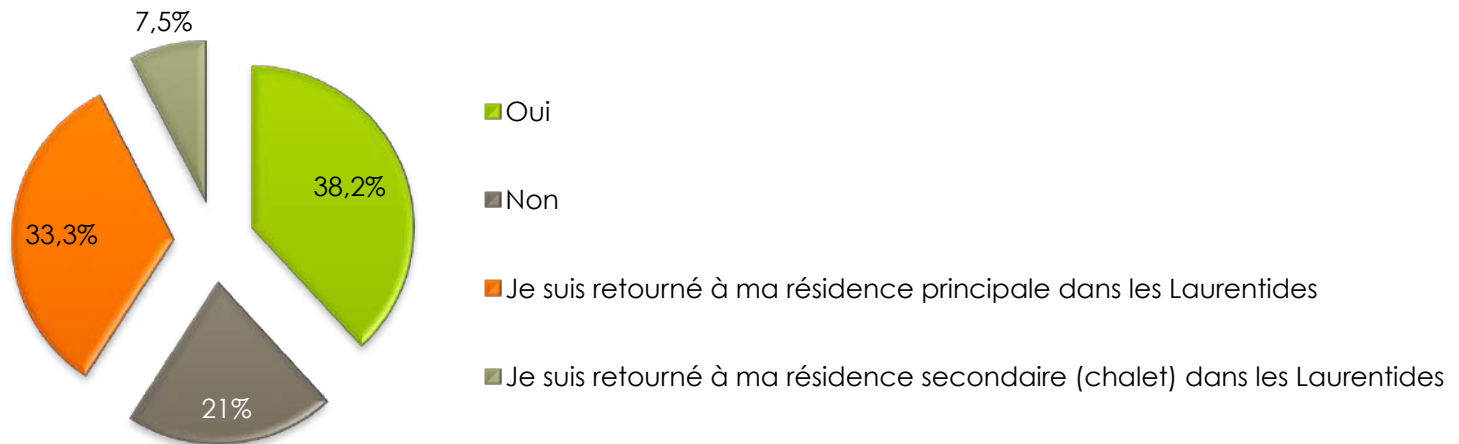 7,5%
38,2%
33,3%
21%
Oui
Non
Je suis retourné à ma résidence principale dans les Laurentides
Je suis retourné à ma résidence secondaire (chalet) dans les Laurentides